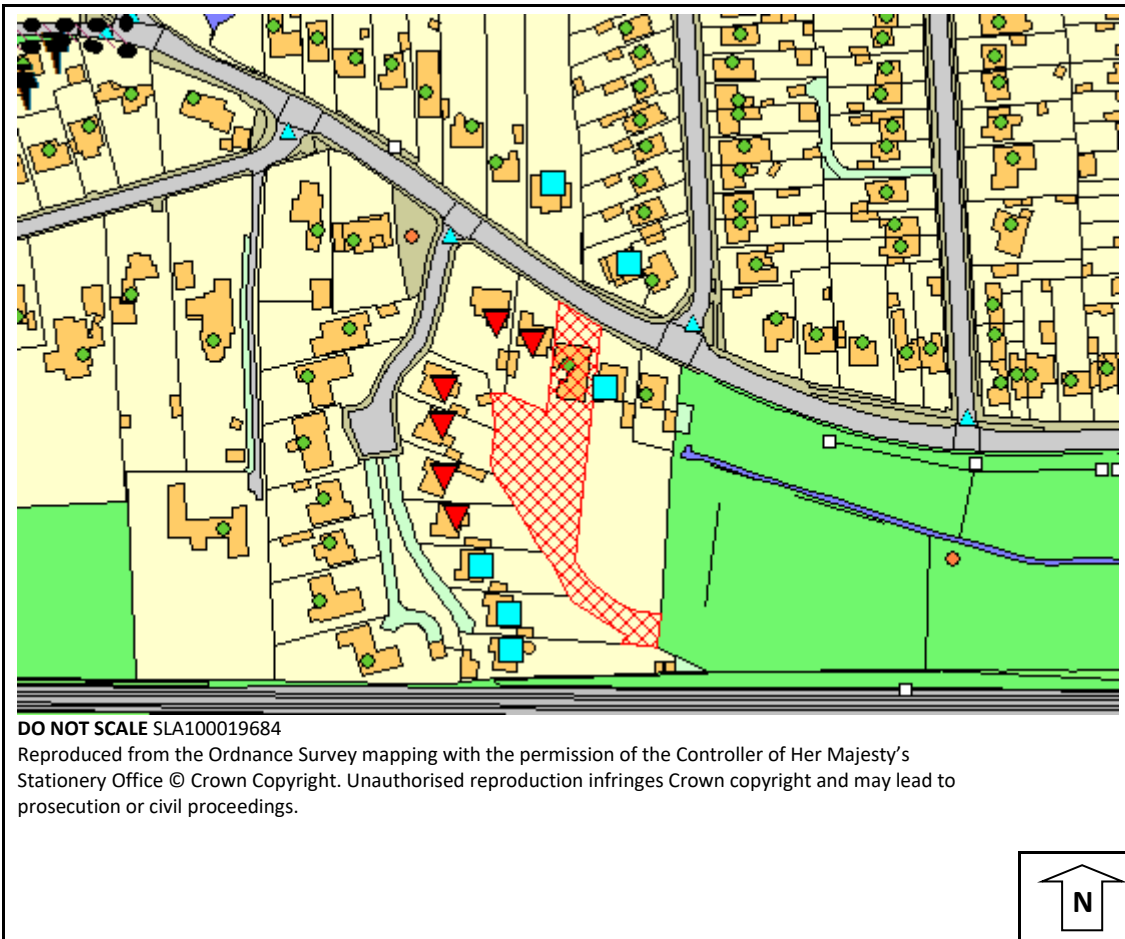 DO NOT SCALE SLA100019684
Reproduced from the Ordnance Survey mapping with the permission of the Controller of Her Majesty’s
Stationery Office © Crown Copyright. Unauthorised reproduction infringes Crown copyright and may lead to
prosecution or civil proceedings.
N